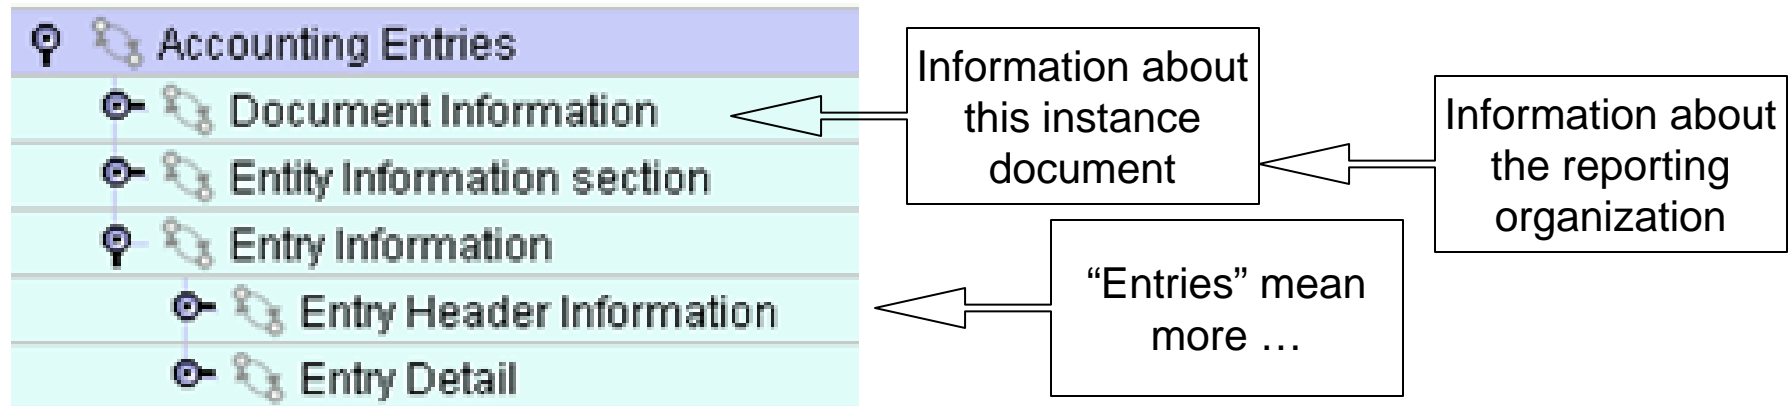 Accounting Entries
Document Information
Entity Information section
Entry Information
Entry Header Information
Entry Detail
Information about
this instance
document
Information about
the reporting
organization
“Entries” mean
more …